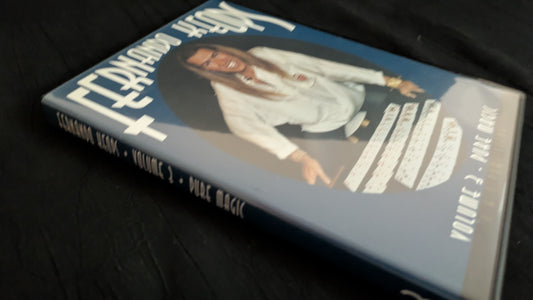 FERNANDO KEOPS
VOLUME 3 - PURE MAGIC
FERNANDO KEOPS · VOLUME 3 · PURE MAGIC